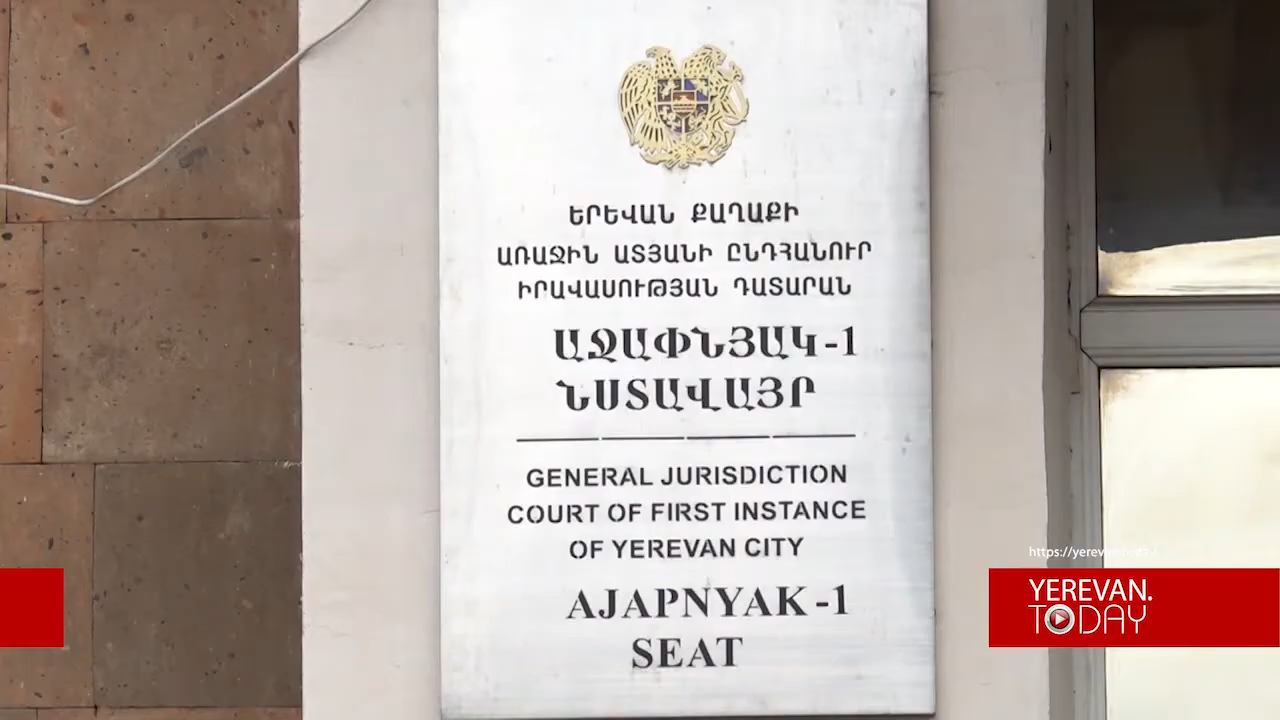 ԵՐԵՎԱՆ ՔԱՂԱՔԻ
ԱՌԱՋԻՆ ԱՏՅԱՆԻ ԸՆԴՀԱՆՈՒՐ
ԻՐԱՎԱՍՈՒԹՅԱՆ ԴԱՏԱՐԱՆ
ԱՋԱՓՆՅԱԿ-1
ՆՍՏԱՎԱՅՐ
GENERAL JURISDICTION
COURT OF FIRST INSTANCE
OF YEREVAN CITY
AJAPNYAK-1
SEAT
YEREVAN.
TODAY